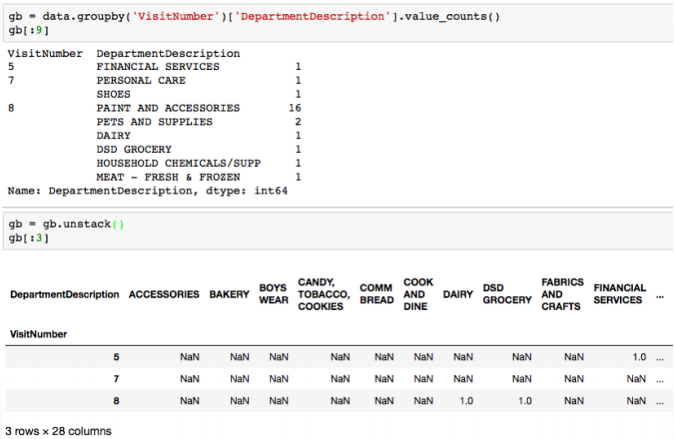 gb = data.groupby('VisitNumber')['DepartmentDescription'].value_counts()
gb[:9]
VisitNumber  DepartmentDescription
5            FINANCIAL SERVICES           1
7            PERSONAL CARE                1
             SHOES                        1
8            PAINT AND ACCESSORIES       16
             PETS AND SUPPLIES            2
             DAIRY                        1
             DSD GROCERY                  1
             HOUSEHOLD CHEMICALS/SUPP     1
             MEAT - FRESH & FROZEN        1
Name: DepartmentDescription, dtype: int64
gb = gb.unstack()
gb[:3]
DepartmentDescription ACCESSORIES BAKERY BOYS WEAR CANDY, TOBACCO, COOKIES COMM BREAD COOK AND DINE DAIRY DSD GROCERY FABRICS AND CRAFTS FINANCIAL SERVICES ...
VisitNumber
5 NaN NaN NaN NaN NaN NaN NaN NaN NaN 1.0 ...
7 NaN NaN NaN NaN NaN NaN NaN NaN NaN NaN ...
8 NaN NaN NaN NaN NaN NaN 1.0 1.0 NaN NaN ...
3 rows × 28 columns